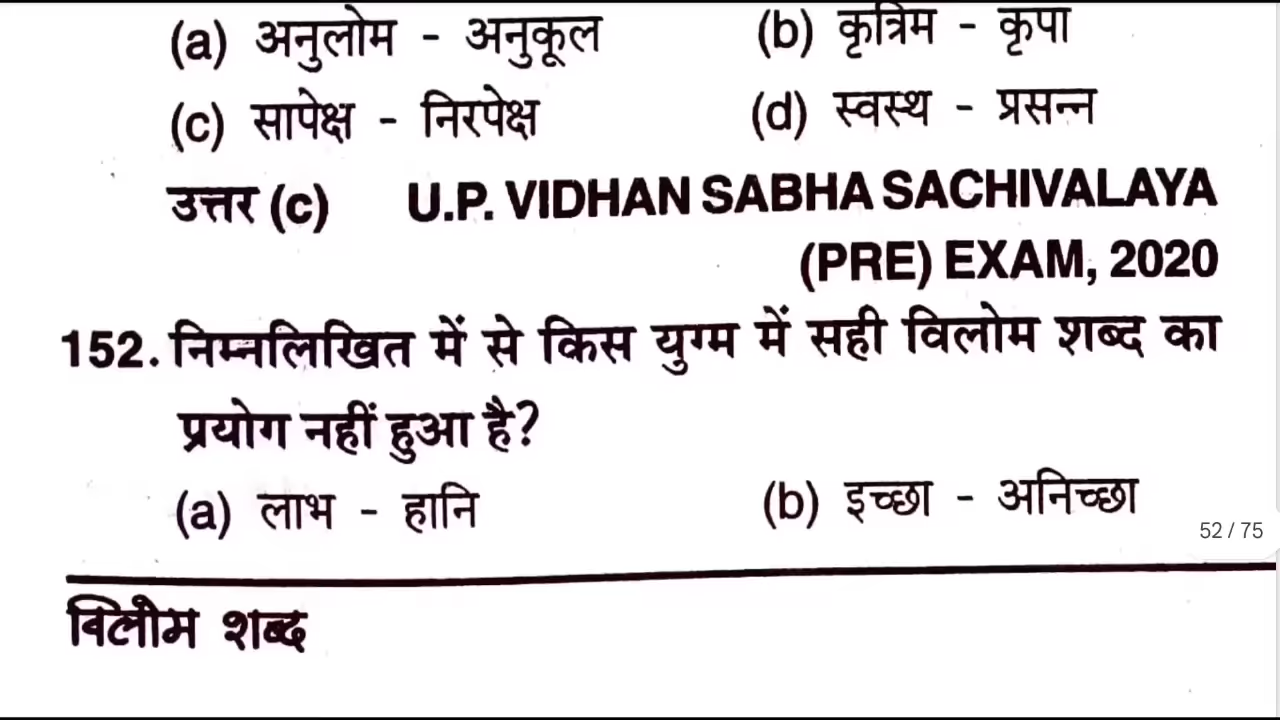 (a) अनुलोम - अनुकूल (b) कृत्रिम - कृपा
(c) सापेक्ष - निरपेक्ष (d) स्वस्थ - प्रसन्न
उत्तर (c) U.P. VIDHAN SABHA SACHIVALAYA
(PRE) EXAM, 2020
152. निम्नलिखित में से किस युग्म में सही विलोम शब्द का
प्रयोग नहीं हुआ है?
(a) लाभ - हानि (b) इच्छा - अनिच्छा
52 / 75
विलोम शब्द